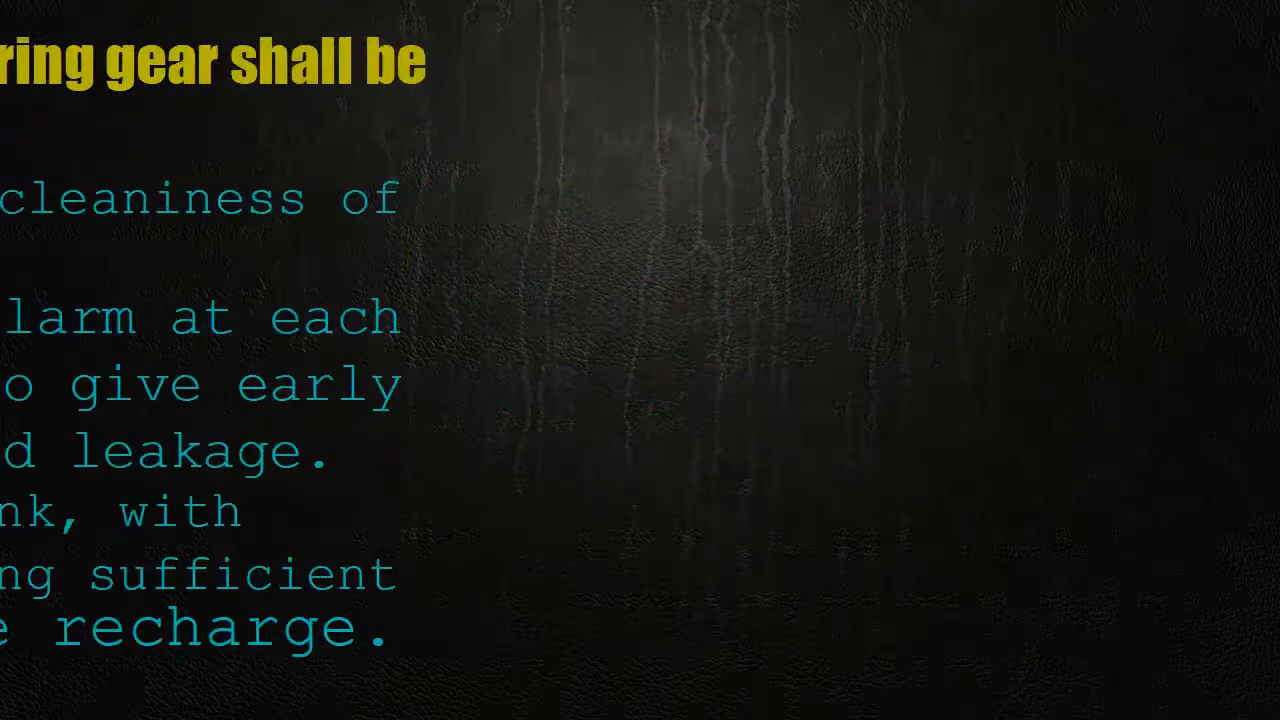 ring gear shall be
cleaniness of
larm at each
o give early
d leakage.
nk, with
ng sufficient
e recharge.